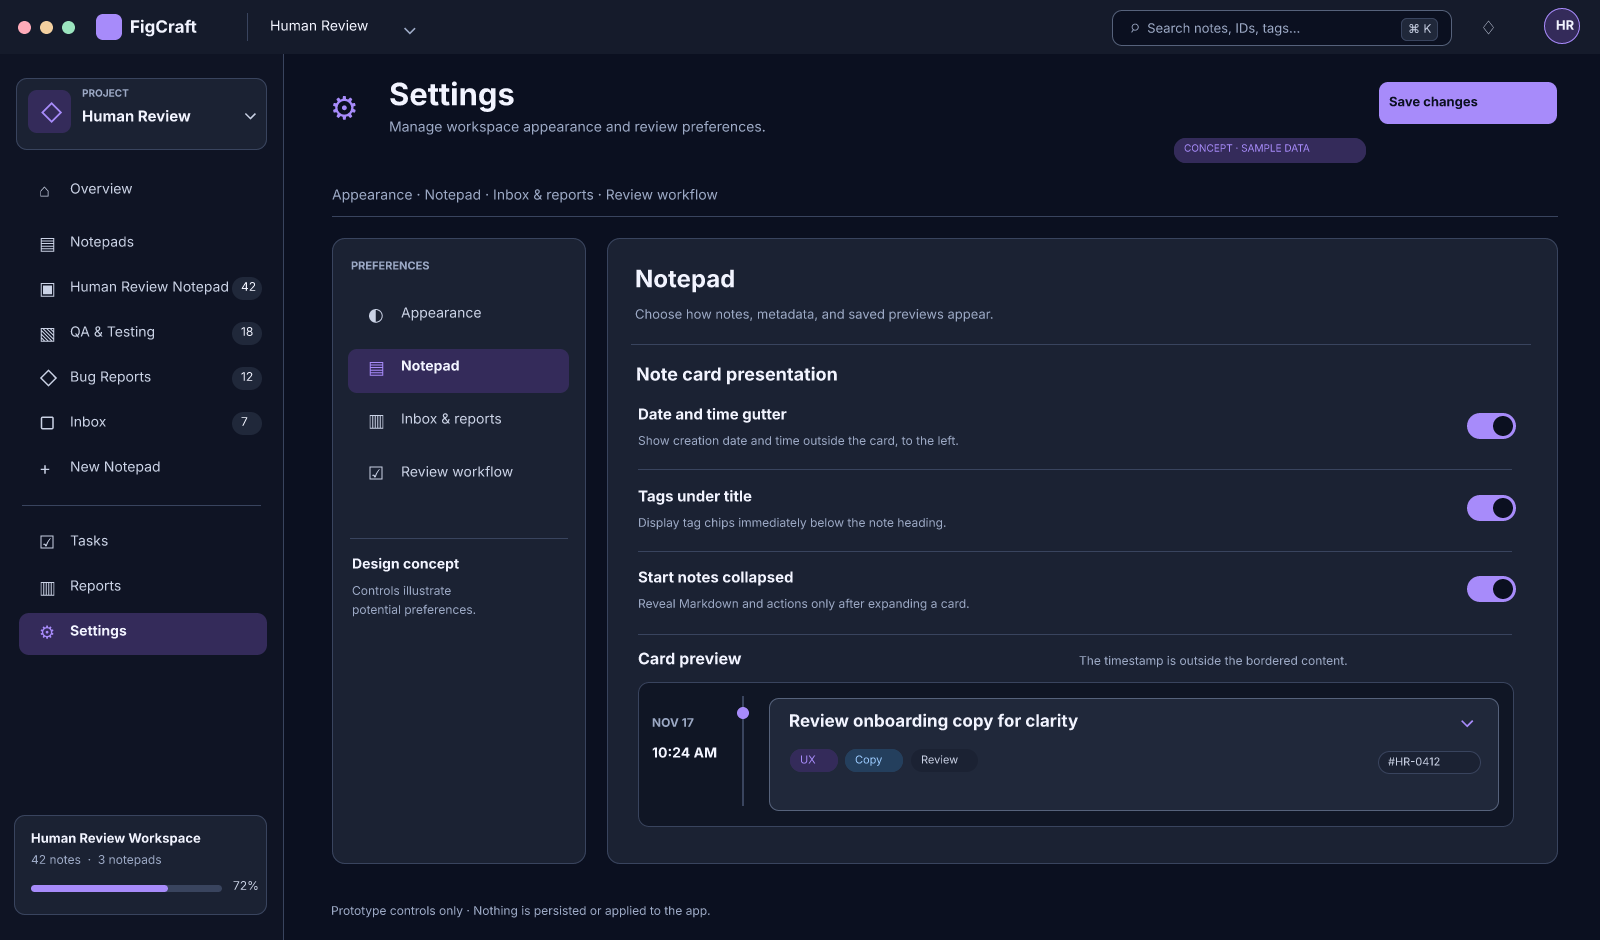 FigCraft
Human Review
Search notes, IDs, tags...
⌘ K
HR
PROJECT
Human Review
Overview
Notepads
Human Review Notepad 42
QA & Testing 18
Bug Reports 12
Inbox 7
+ New Notepad
Tasks
Reports
Settings
Human Review Workspace
42 notes · 3 notepads
72%
Settings
Manage workspace appearance and review preferences.
Save changes
CONCEPT · SAMPLE DATA
Appearance · Notepad · Inbox & reports · Review workflow
PREFERENCES
Appearance
Notepad
Inbox & reports
Review workflow
Design concept
Controls illustrate
potential preferences.
Notepad
Choose how notes, metadata, and saved previews appear.
Note card presentation
Date and time gutter
Show creation date and time outside the card, to the left.
Tags under title
Display tag chips immediately below the note heading.
Start notes collapsed
Reveal Markdown and actions only after expanding a card.
Card preview
The timestamp is outside the bordered content.
NOV 17
10:24 AM
Review onboarding copy for clarity
UX Copy Review
#HR-0412
Prototype controls only · Nothing is persisted or applied to the app.